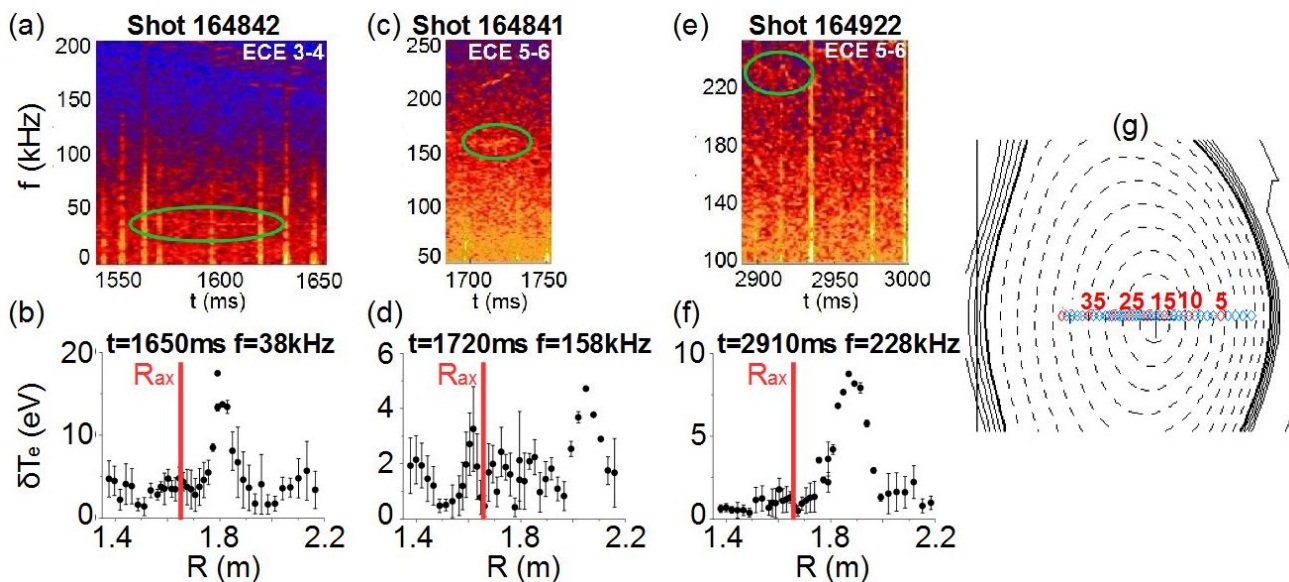 (a) Shot 164842
ECE 3-4
200
150
100
50
0
f (kHz)
1550 1600 1650
t (ms)
(c) Shot 164841
ECE 5-6
250
200
150
100
50
1700 1750
t (ms)
(e) Shot 164922
ECE 5-6
220
180
140
100
2900 2950 3000
t (ms)
(g)
35 25 15 10 5
(b)
t=1650ms f=38kHz
Rax
20
10
0
δTe (eV)
1.4 1.8 2.2
R (m)
(d)
t=1720ms f=158kHz
Rax
6
4
2
0
1.4 1.8 2.2
R (m)
(f)
t=2910ms f=228kHz
Rax
10
5
0
1.4 1.8 2.2
R (m)